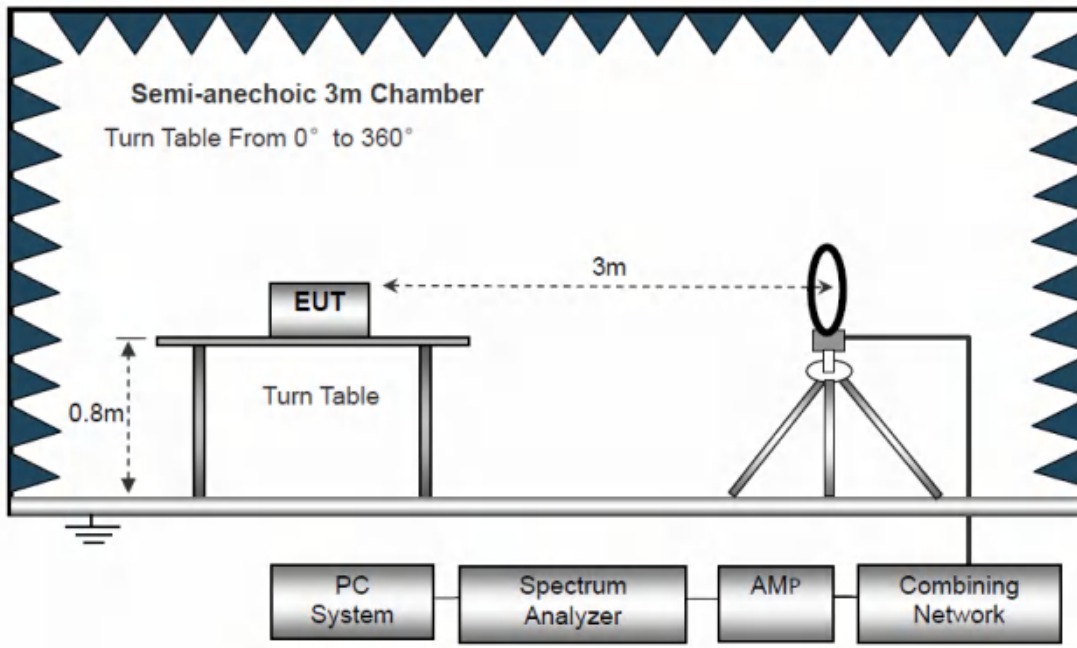 Semi-anechoic 3m Chamber
Turn Table From 0° to 360°
3m
EUT
Turn Table
0.8m
PC
System
Spectrum
Analyzer
AMP
Combining
Network